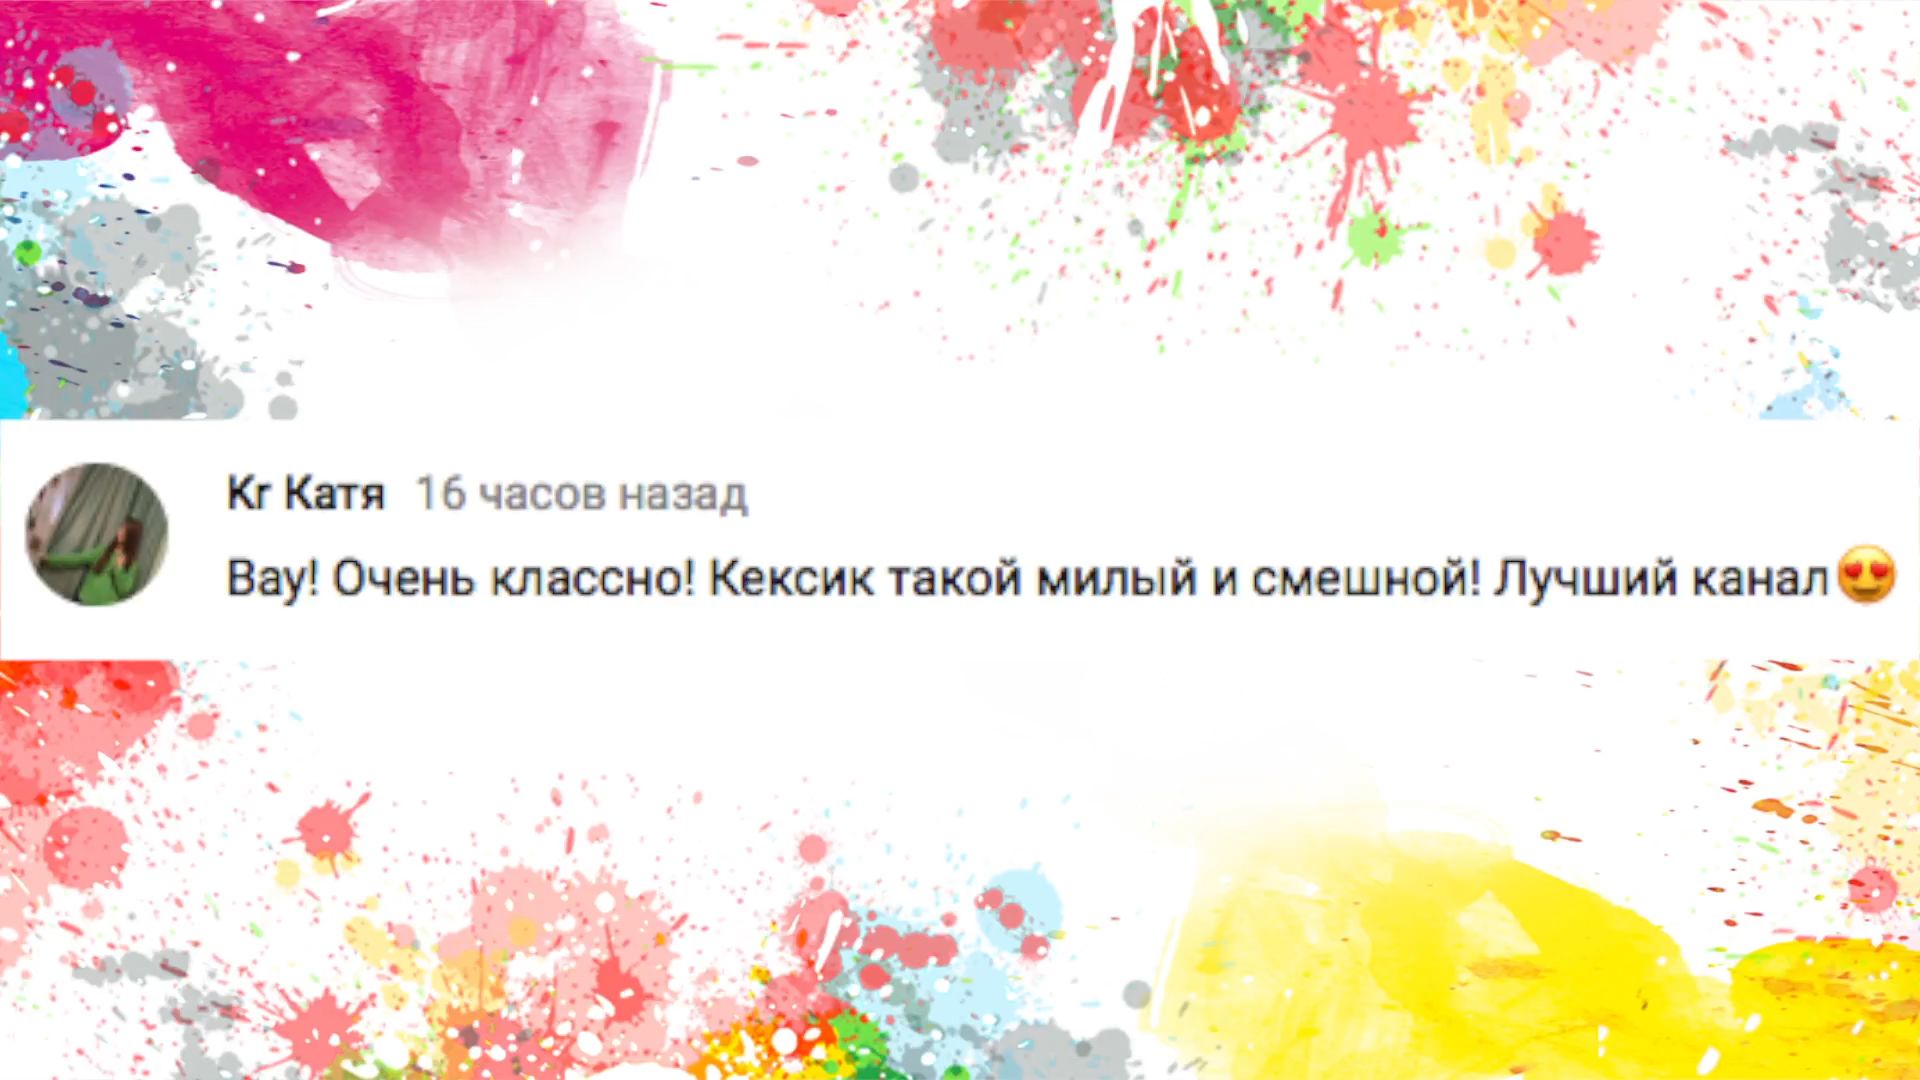 Kr Катя 16 часов назад
Вау! Очень классно! Кексик такой милый и смешной! Лучший канал😍